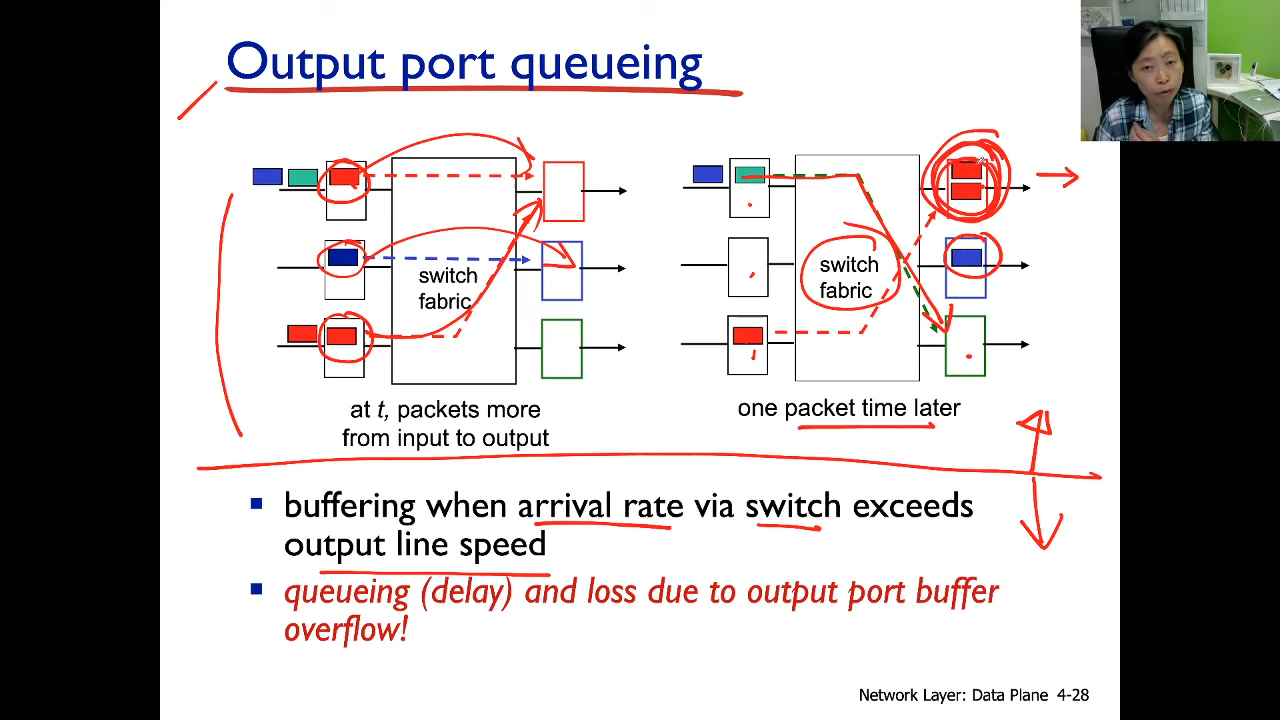 Output port queueing
switch
fabric
at t, packets more
from input to output
switch
fabric
one packet time later
buffering when arrival rate via switch exceeds
output line speed
queueing (delay) and loss due to output port buffer
overflow!
Network Layer: Data Plane 4-28